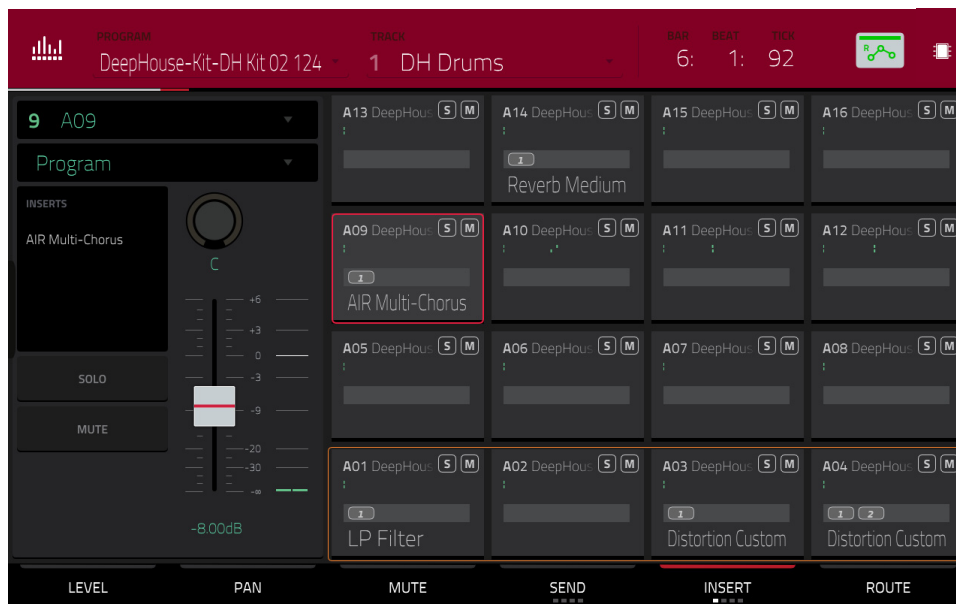 PROGRAM TRACK BAR BEAT TICK
DeepHouse-Kit-DH Kit 02 124 1 DH Drums 6: 1: 92 R
9 A09
Program
INSERTS
AIR Multi-Chorus
C
+6
+3
0
-3
-9
-20
-30
-∞
SOLO
MUTE
-8.00dB
A13 DeepHous S M A14 DeepHous S M A15 DeepHous S M A16 DeepHous S M
1
Reverb Medium
A09 DeepHous S M A10 DeepHous S M A11 DeepHous S M A12 DeepHous S M
1
AIR Multi-Chorus
A05 DeepHous S M A06 DeepHous S M A07 DeepHous S M A08 DeepHous S M
A01 DeepHous S M A02 DeepHous S M A03 DeepHous S M A04 DeepHous S M
1 1 1 2
LP Filter Distortion Custom Distortion Custom
LEVEL PAN MUTE SEND INSERT ROUTE